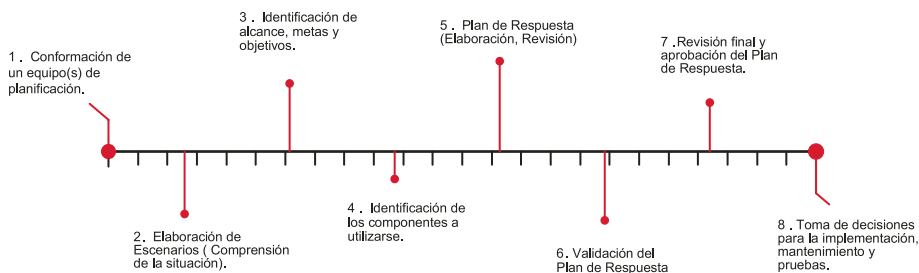 1 . Conformación de
un equipo(s) de
planificación.
2. Elaboración de
Escenarios ( Comprensión
de la situación).
3 . Identificación de
alcance, metas y
objetivos.
4 . Identificación de
los componentes a
utilizarse.
5 . Plan de Respuesta
(Elaboración, Revisión)
6 . Validación del
Plan de Respuesta
7 .Revisión final y
aprobación del Plan
de Respuesta.
8 . Toma de decisiones
para la implementación,
mantenimiento y
pruebas.